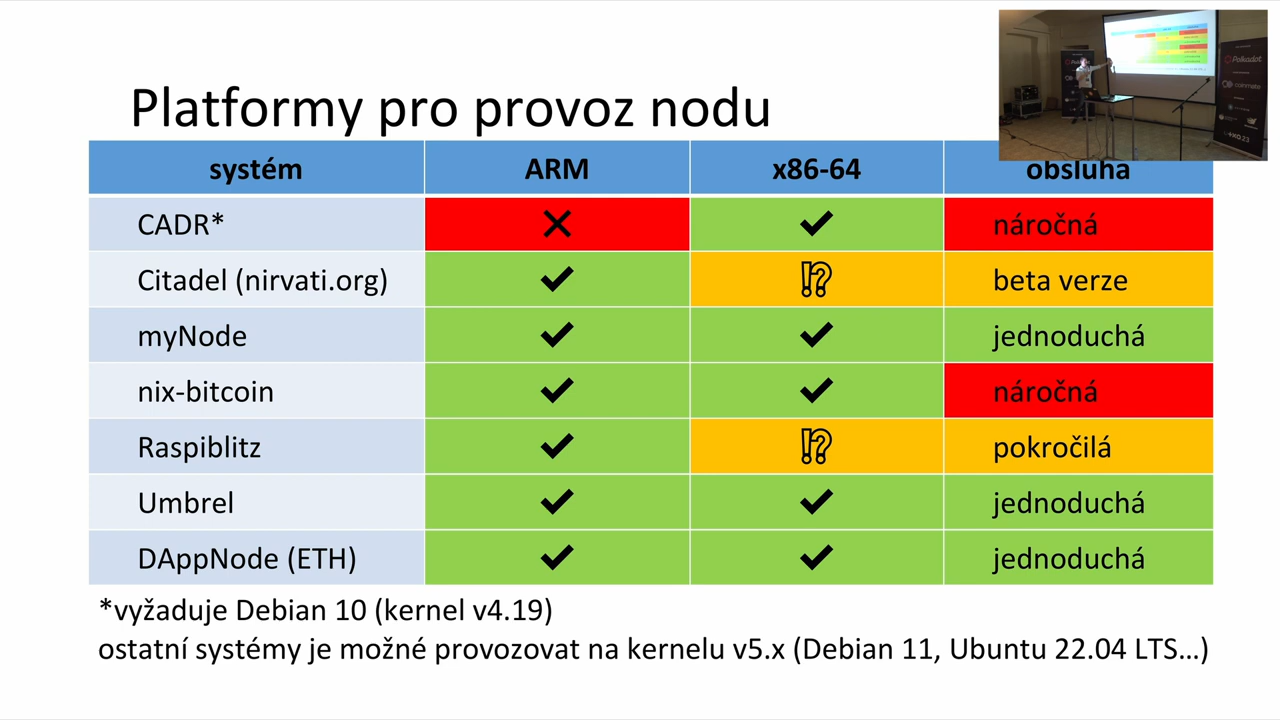 Platformy pro provoz nodu
systém ARM x86-64 obsluha
CADR* ✕ ✔ náročná
Citadel (nirvati.org) ✔ ⁉ beta verze
myNode ✔ ✔ jednoduchá
nix-bitcoin ✔ ✔ náročná
Raspiblitz ✔ ⁉ pokročilá
Umbrel ✔ ✔ jednoduchá
DAppNode (ETH) ✔ ✔ jednoduchá
*vyžaduje Debian 10 (kernel v4.19)
ostatní systémy je možné provozovat na kernelu v5.x (Debian 11, Ubuntu 22.04 LTS…)
Polkadot
coinmate